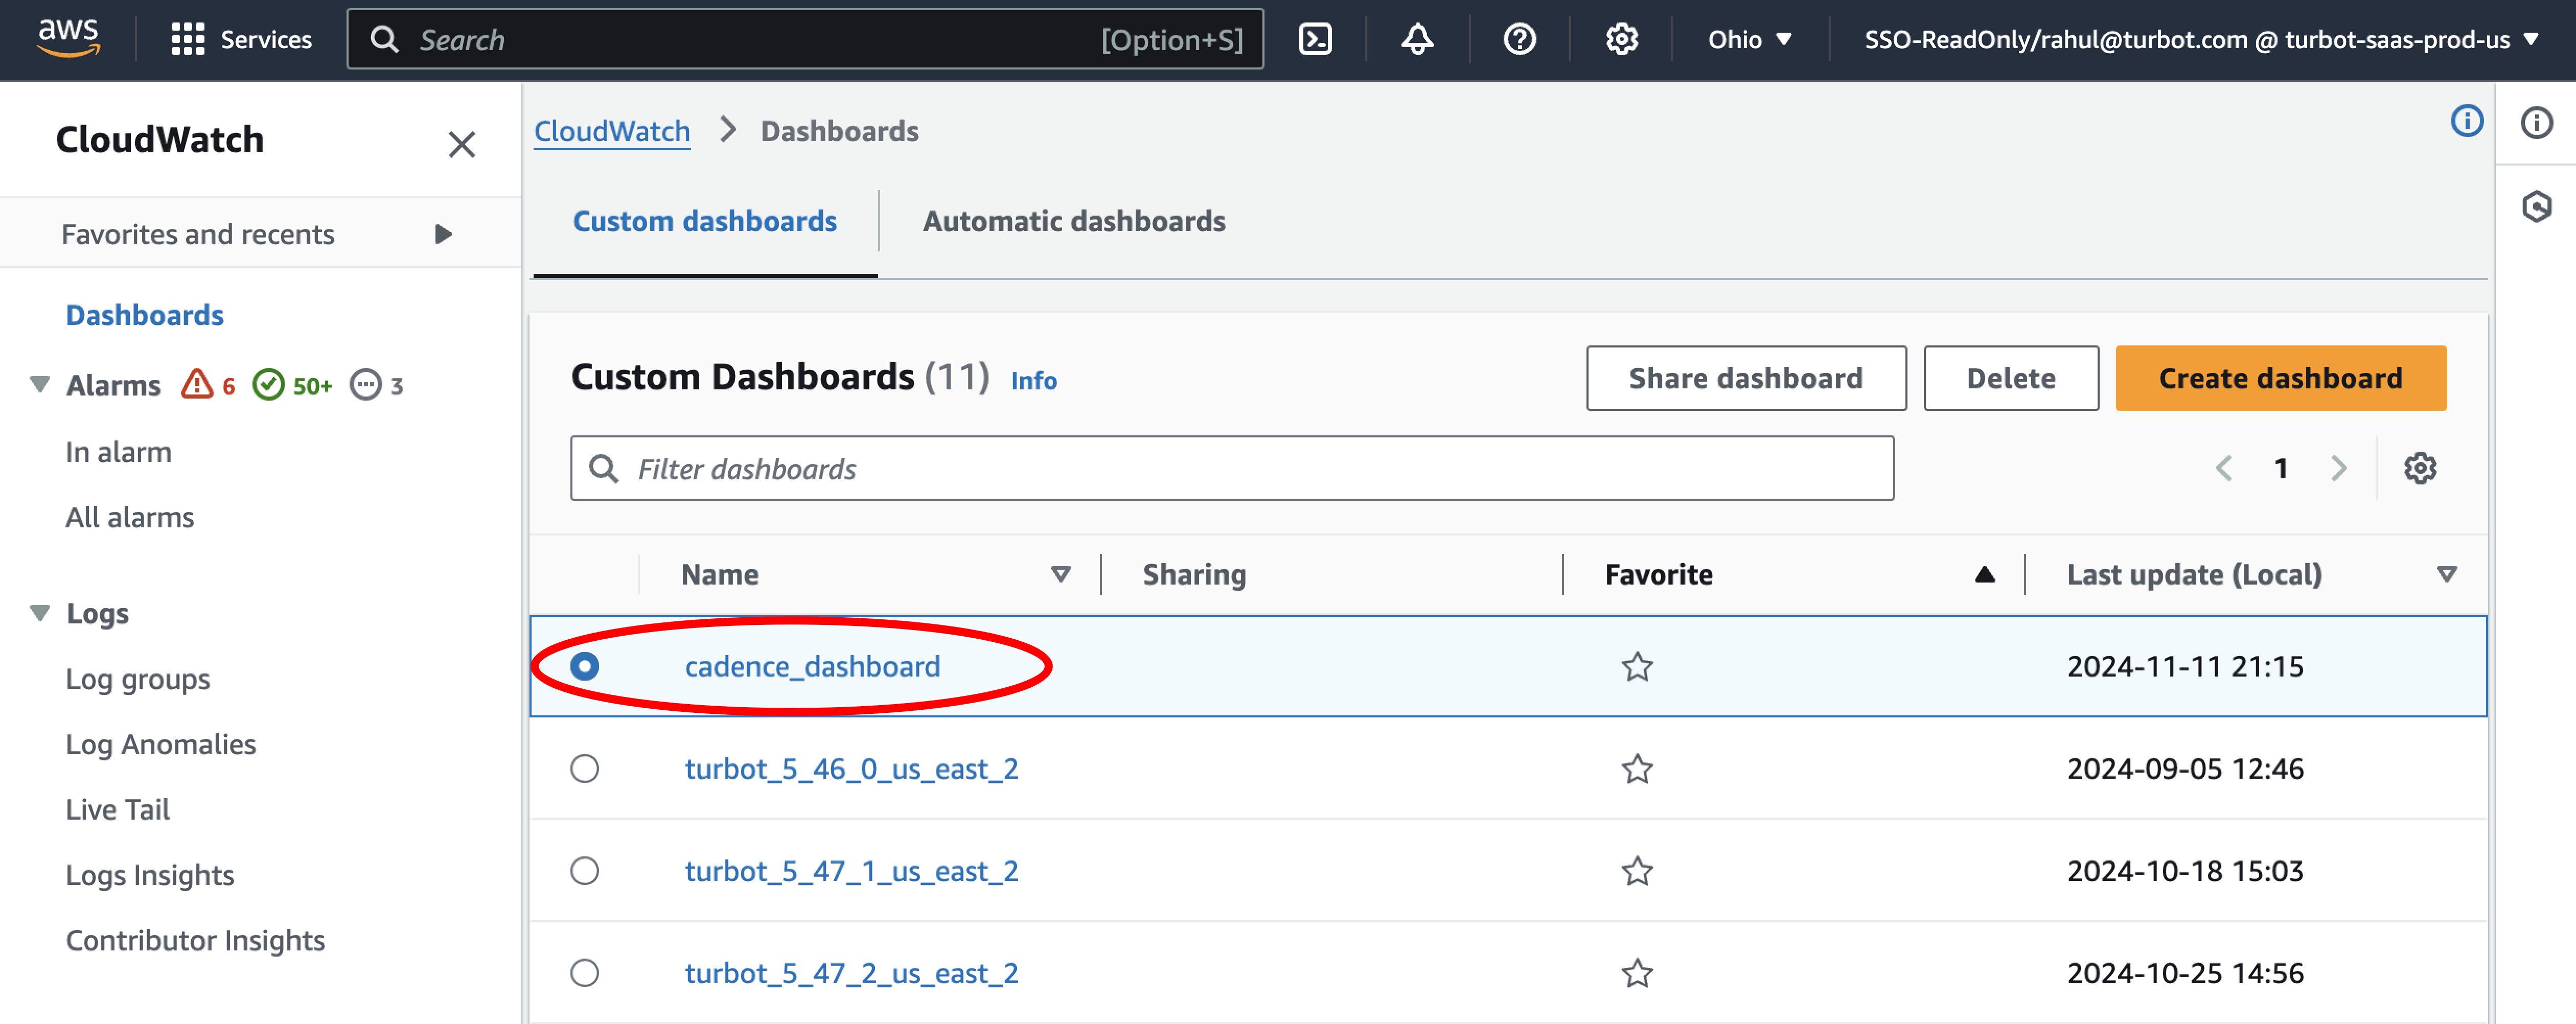 aws
Services
Search
[Option+S]
Ohio
SSO-ReadOnly/rahul@turbot.com @ turbot-saas-prod-us
CloudWatch
Favorites and recents
Dashboards
Alarms 6 50+ 3
In alarm
All alarms
Logs
Log groups
Log Anomalies
Live Tail
Logs Insights
Contributor Insights
CloudWatch > Dashboards
Custom dashboards
Automatic dashboards
Custom Dashboards (11) Info
Share dashboard
Delete
Create dashboard
Filter dashboards
1
Name Sharing Favorite Last update (Local)
cadence_dashboard 2024-11-11 21:15
turbot_5_46_0_us_east_2 2024-09-05 12:46
turbot_5_47_1_us_east_2 2024-10-18 15:03
turbot_5_47_2_us_east_2 2024-10-25 14:56